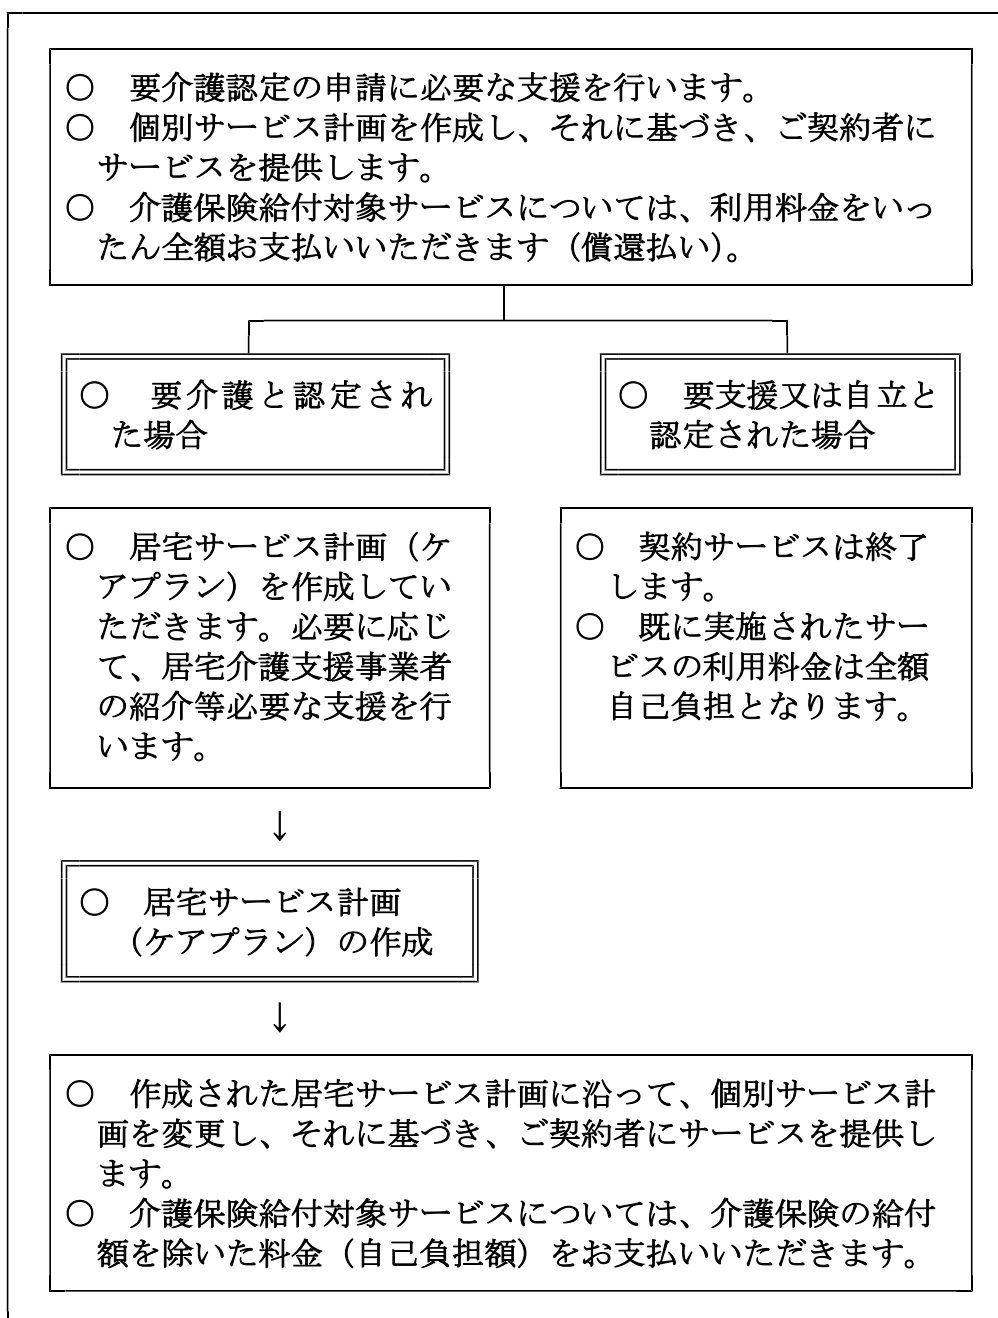 ○　要介護認定の申請に必要な支援を行います。
○　個別サービス計画を作成し、それに基づき、ご契約者に
サービスを提供します。
○　介護保険給付対象サービスについては、利用料金をいっ
たん全額お支払いいただきます（償還払い）。
○　要介護と認定され
た場合
○　要支援又は自立と
認定された場合
○　居宅サービス計画（ケ
アプラン）を作成してい
ただきます。必要に応じ
て、居宅介護支援事業者
の紹介等必要な支援を行
います。
○　契約サービスは終了
します。
○　既に実施されたサー
ビスの利用料金は全額
自己負担となります。
↓
○　居宅サービス計画
（ケアプラン）の作成
↓
○　作成された居宅サービス計画に沿って、個別サービス計
画を変更し、それに基づき、ご契約者にサービスを提供し
ます。
○　介護保険給付対象サービスについては、介護保険の給付
額を除いた料金（自己負担額）をお支払いいただきます。